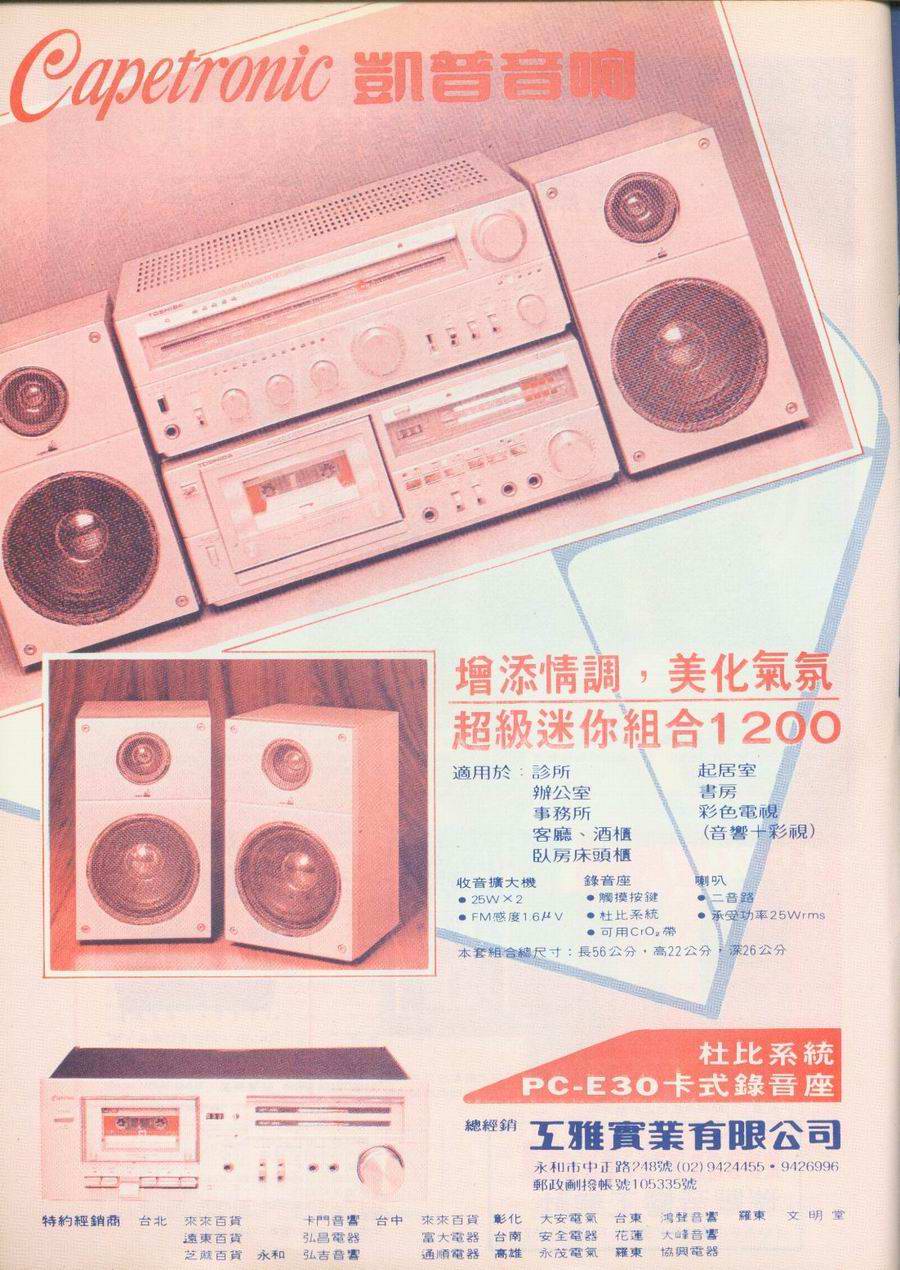 Capetronic 凱普音响
TOSHIBA
TOSHIBA
增添情調，美化氣氛
超級迷你組合1200
適用於：診所 起居室
辦公室 書房
事務所 彩色電視
客廳、酒櫃 (音響＋彩視)
臥房床頭櫃
收音擴大機 錄音座 喇叭
●25W×2 ●觸摸按鍵 ●二音路
●FM感度1.6μV ●杜比系統 ●承受功率25Wrms
●可用CrO₂帶
本套組合總尺寸：長56公分，高22公分，深26公分
杜比系統
PC-E30卡式錄音座
總經銷 工雅實業有限公司
永和市中正路248號(02)9424455・9426996
郵政劃撥帳號105335號
特約經銷商 台北 來來百貨 卡門音響 台中 來來百貨 彰化 大安電氣 台東 鴻聲音響 羅東 文明堂
遠東百貨 弘昌電器 富大電器 台南 安全電器 花蓮 大峰音響
芝麻百貨 永和 弘吉音響 通順電器 高雄 永茂電氣 羅東 協興電器